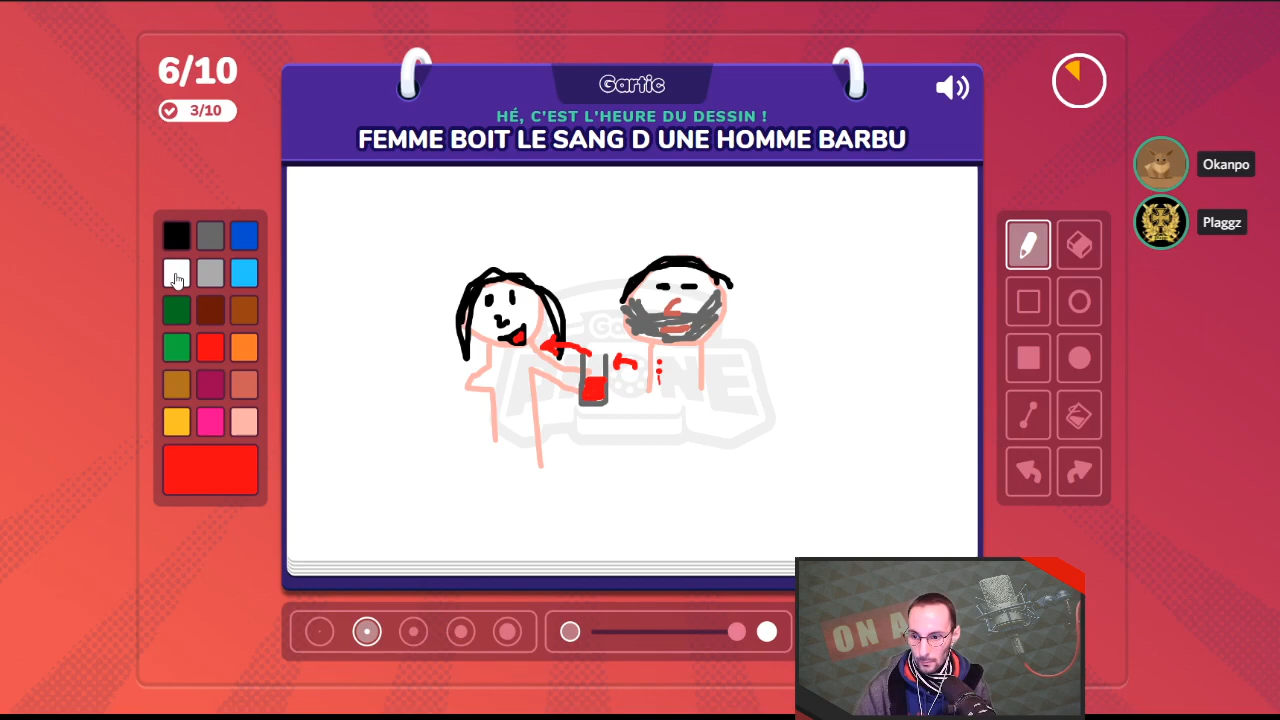 6/10
3/10
Gartic
HÉ, C'EST L'HEURE DU DESSIN !
FEMME BOIT LE SANG D UNE HOMME BARBU
Okanpo
Plaggz
ON A